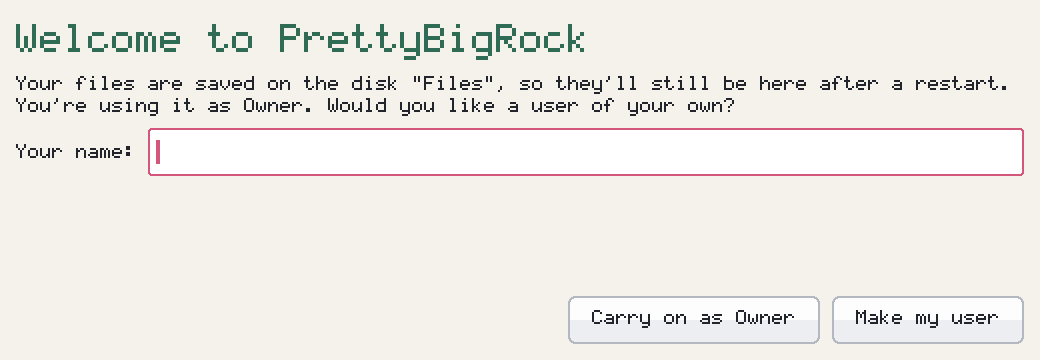 Welcome to PrettyBigRock
Your files are saved on the disk "Files", so they'll still be here after a restart.
You're using it as Owner. Would you like a user of your own?
Your name:
Carry on as Owner
Make my user